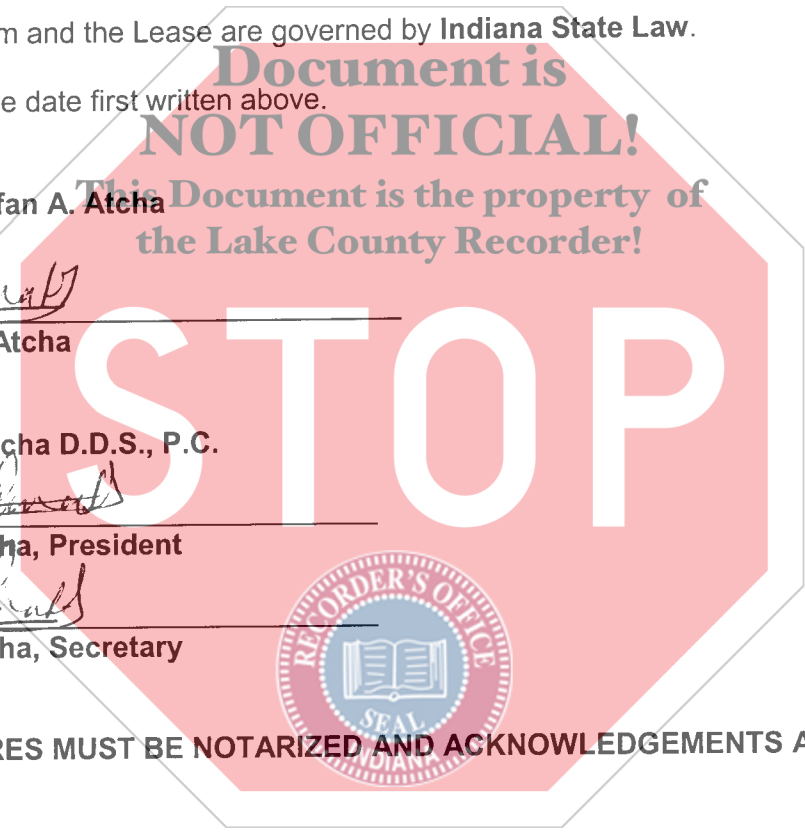 m and the Lease are governed by Indiana State Law.
Document is
e date first written above.
NOT OFFICIAL!
This Document is the property of
fan A. Atcha
the Lake County Recorder!
Atcha
STOP
cha D.D.S., P.C.
ha, President
RECORDER'S OFFICE
ha, Secretary
SEAL
INDIANA
RES MUST BE NOTARIZED AND ACKNOWLEDGEMENTS A